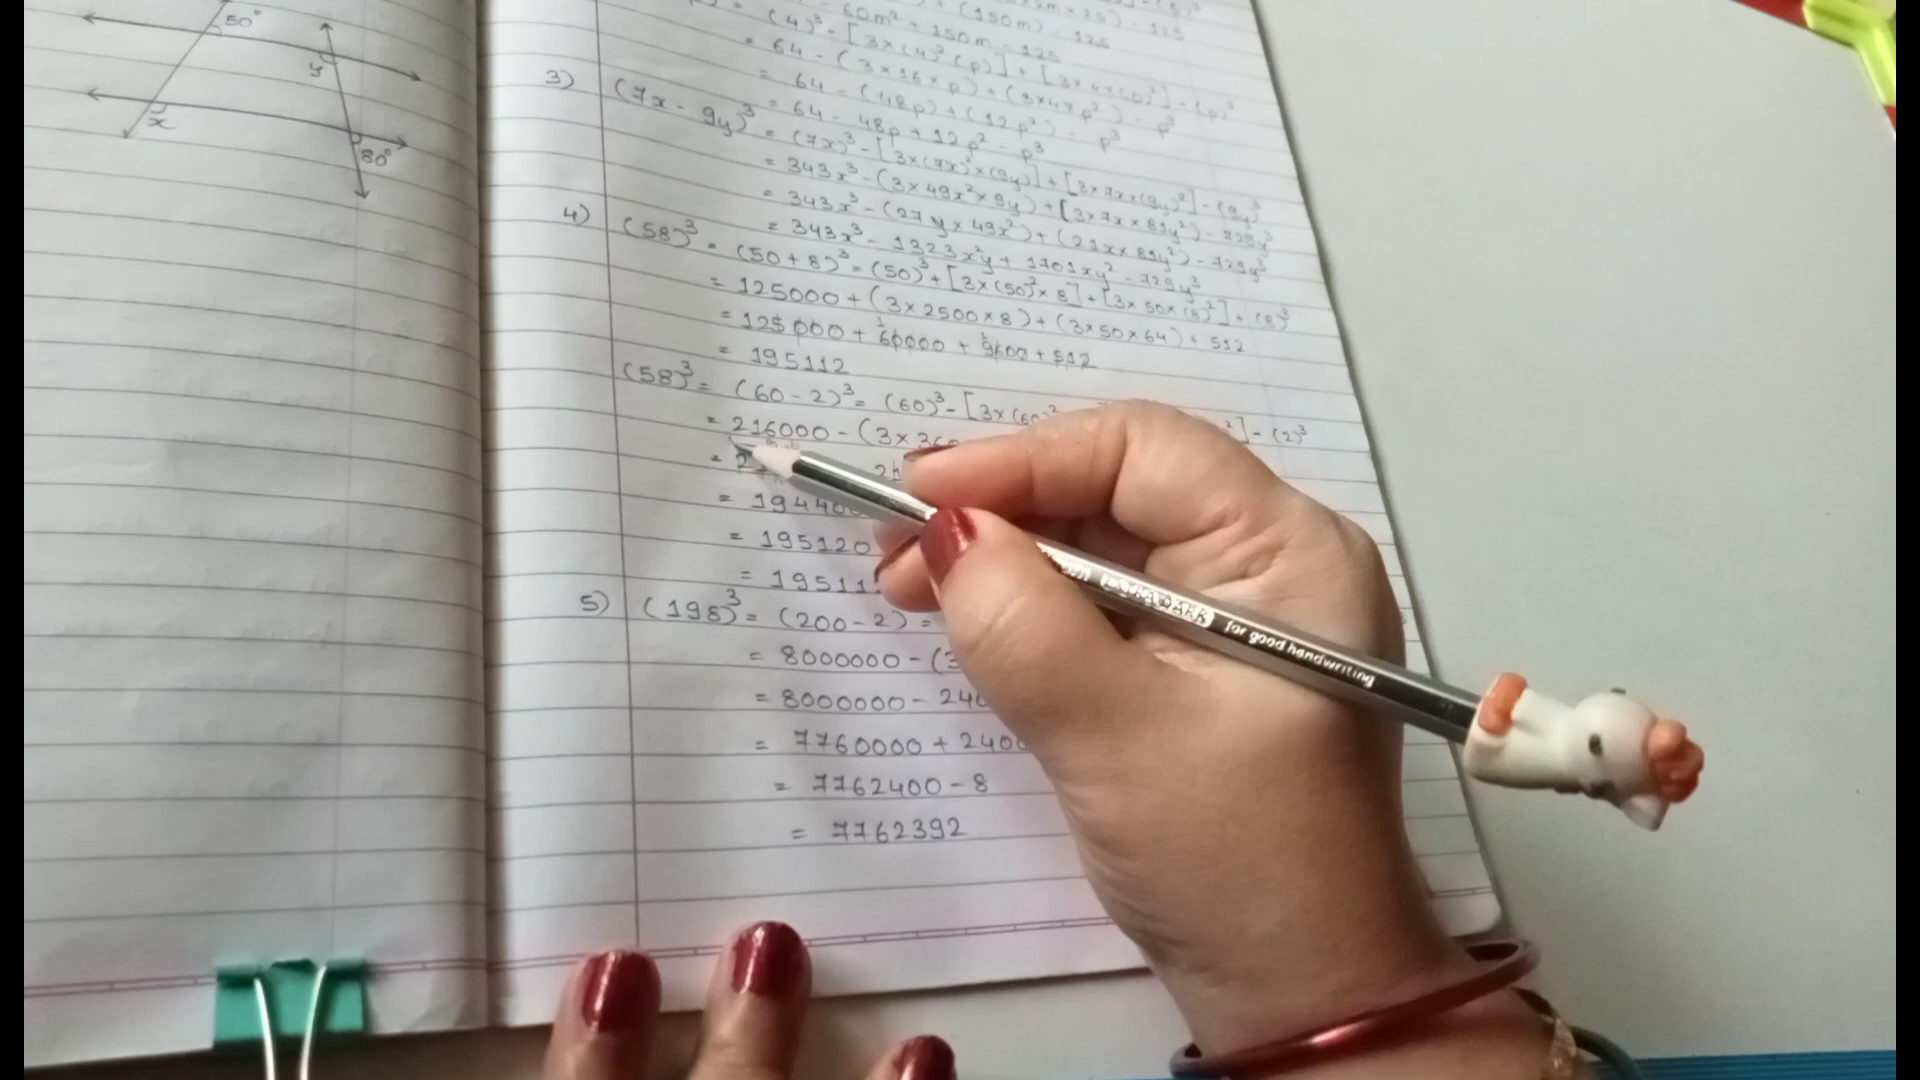 50°
y
x
80°
60m² + 150m - 125
= (4)³ - [3×(4)²(p)] + [3×4×(p)²] - (p)³
= 64 - (3×16×p) + (3×4×p²) - p³
= 64 - (48p) + (12p²) - p³
= 64 - 48p + 12p² - p³
3) (7x - 9y)³ = (7x)³ - [3×(7x)²×(9y)] + [3×7x×(9y)²] - (9y)³
= 343x³ - (3×49x²×9y) + [3×7x×81y²) - 729y³
= 343x³ - (27y×49x²) + (21x×81y²) - 729y³
= 343x³ - 1323x²y + 1701xy² - 729y³
4) (58)³ = (50+8)³ = (50)³ + [3×(50)²×8] + [3×50×(8)²] + (8)³
= 125000 + (3×2500×8) + (3×50×64) + 512
= 125000 + 60000 + 9600 + 512
= 195112
(58)³ = (60-2)³ = (60)³ - [3×(60)²
²] - (2)³
= 216000 - (3×360
=
= 19440
= 195120
= 19511
5) (198)³ = (200-2) =
= 8000000 - (3
= 8000000 - 240
= 7760000 + 2400
= 7762400 - 8
= 7762392
DARK for good handwriting